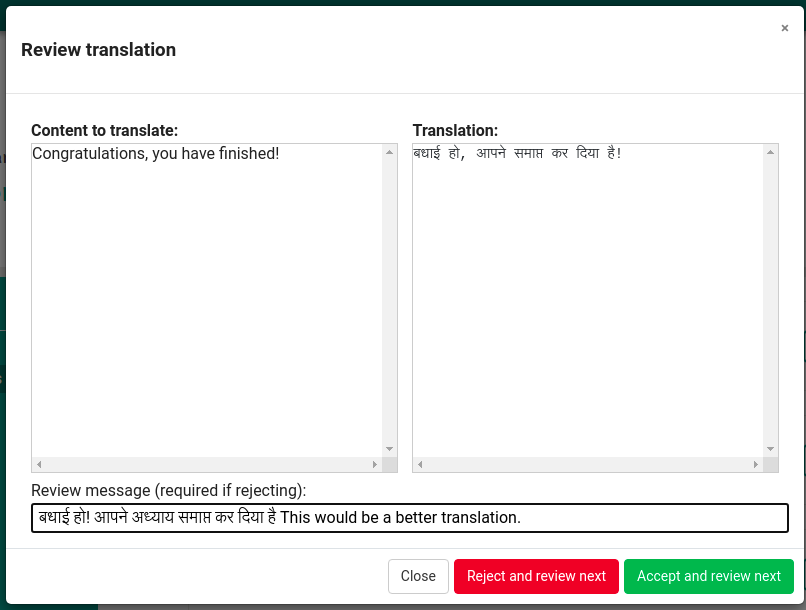 ×
Review translation
Content to translate:
Translation:
Congratulations, you have finished!
बधाई हो, आपने समाप्त कर दिया है!
Review message (required if rejecting):
बधाई हो! आपने अध्याय समाप्त कर दिया है This would be a better translation.
Close
Reject and review next
Accept and review next